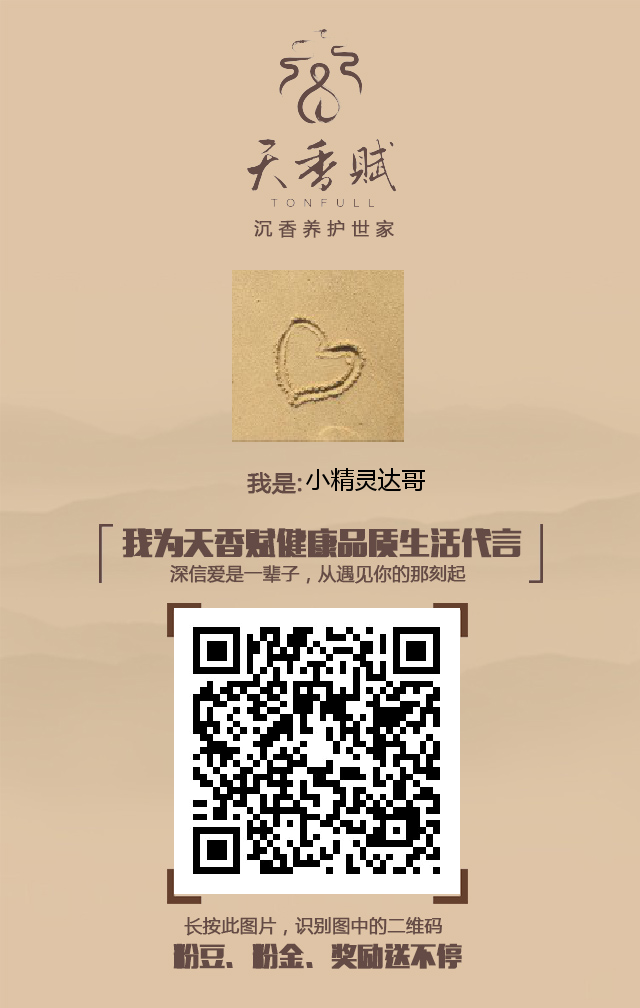 天香赋
TONFULL
沉香养护世家
我是:小精灵达哥
我为天香赋健康品质生活代言
深信爱是一辈子，从遇见你的那刻起
长按此图片，识别图中的二维码
粉豆、粉金、奖励送不停